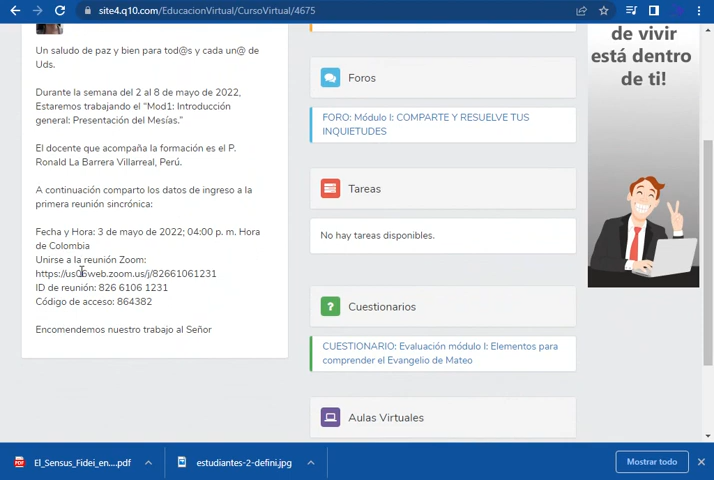 site4.q10.com/EducacionVirtual/CursoVirtual/4675
Un saludo de paz y bien para tod@s y cada un@ de
Uds.
Durante la semana del 2 al 8 de mayo de 2022,
Estaremos trabajando el “Mod1: Introducción
general: Presentación del Mesías.”
El docente que acompaña la formación es el P.
Ronald La Barrera Villarreal, Perú.
A continuación comparto los datos de ingreso a la
primera reunión sincrónica:
Fecha y Hora: 3 de mayo de 2022; 04:00 p. m. Hora
de Colombia
Unirse a la reunión Zoom:
https://us06web.zoom.us/j/82661061231
ID de reunión: 826 6106 1231
Código de acceso: 864382
Encomendemos nuestro trabajo al Señor
Foros
FORO: Módulo I: COMPARTE Y RESUELVE TUS
INQUIETUDES
Tareas
No hay tareas disponibles.
Cuestionarios
CUESTIONARIO: Evaluación módulo I: Elementos para
comprender el Evangelio de Mateo
Aulas Virtuales
de vivir
está dentro
de ti!
PDF
El_Sensus_Fidei_en....pdf
estudiantes-2-defini.jpg
Mostrar todo